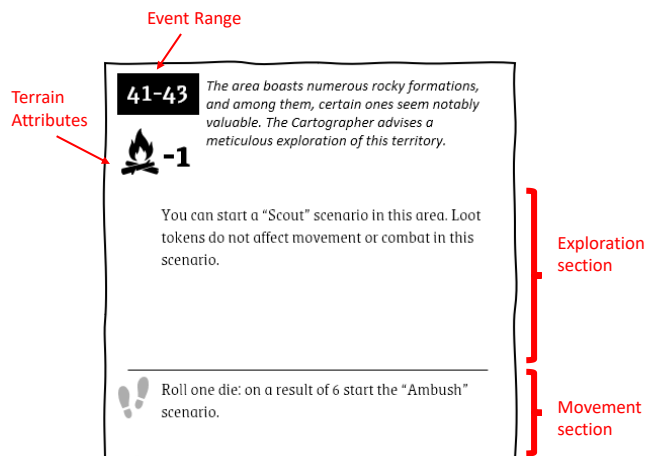 Event Range
Terrain
Attributes
41-43
The area boasts numerous rocky formations,
and among them, certain ones seem notably
valuable. The Cartographer advises a
meticulous exploration of this territory.
-1
You can start a “Scout” scenario in this area. Loot
tokens do not affect movement or combat in this
scenario.
Exploration
section
Roll one die: on a result of 6 start the “Ambush”
scenario.
Movement
section